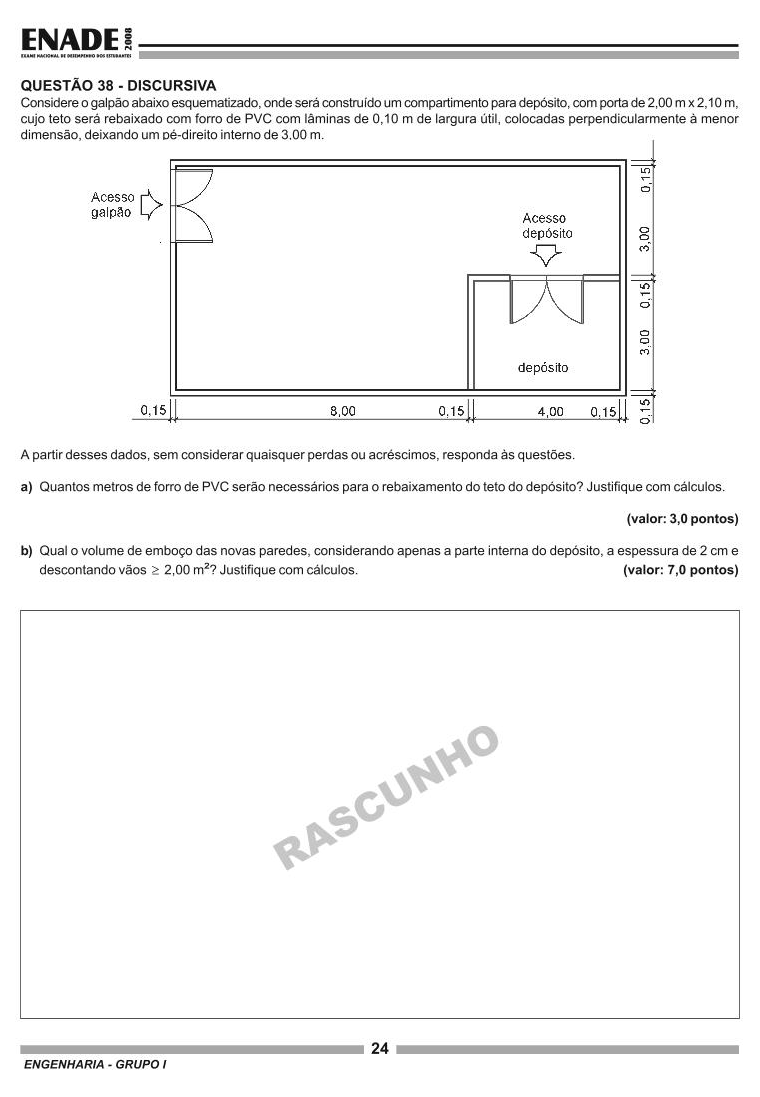 ENADE 2008
EXAME NACIONAL DE DESEMPENHO DOS ESTUDANTES
QUESTÃO 38 - DISCURSIVA
Considere o galpão abaixo esquematizado, onde será construído um compartimento para depósito, com porta de 2,00 m x 2,10 m,
cujo teto será rebaixado com forro de PVC com lâminas de 0,10 m de largura útil, colocadas perpendicularmente à menor
dimensão, deixando um pé-direito interno de 3,00 m.
Acesso
galpão
Acesso
depósito
depósito
0,15
3,00
0,15
3,00
0,15
0,15
8,00
0,15
4,00
0,15
A partir desses dados, sem considerar quaisquer perdas ou acréscimos, responda às questões.
a) Quantos metros de forro de PVC serão necessários para o rebaixamento do teto do depósito? Justifique com cálculos.
(valor: 3,0 pontos)
b) Qual o volume de emboço das novas paredes, considerando apenas a parte interna do depósito, a espessura de 2 cm e
descontando vãos ≥ 2,00 m²? Justifique com cálculos. (valor: 7,0 pontos)
RASCUNHO
24
ENGENHARIA - GRUPO I